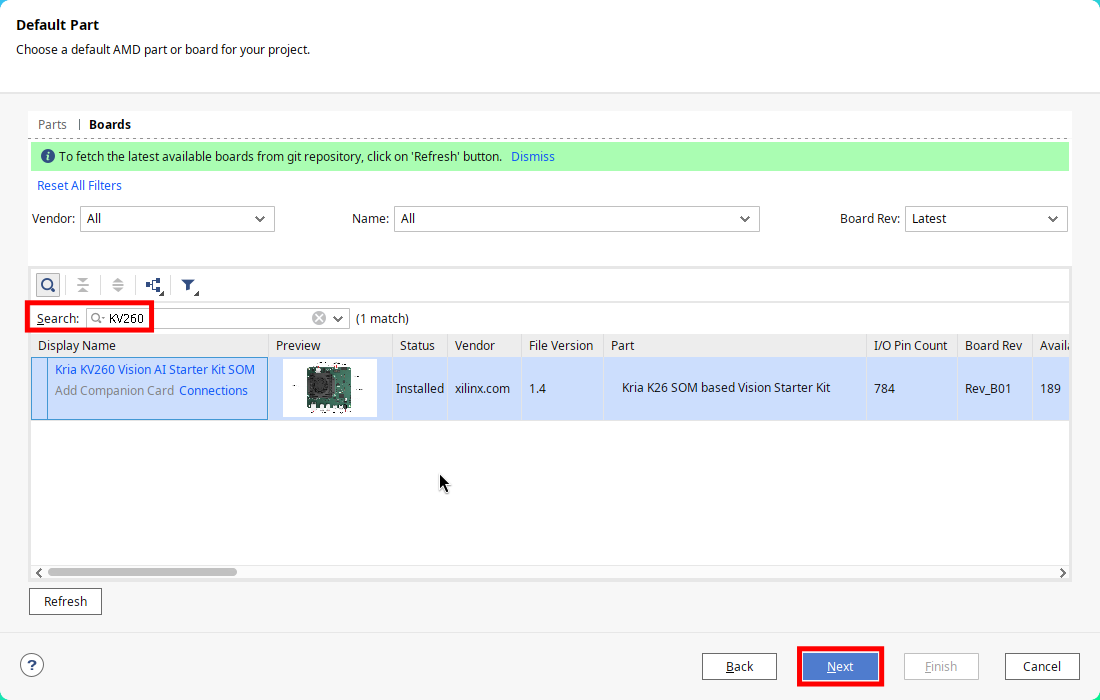 Default Part
Choose a default AMD part or board for your project.
Parts | Boards
To fetch the latest available boards from git repository, click on 'Refresh' button. Dismiss
Reset All Filters
Vendor: All Name: All Board Rev: Latest
Search: KV260 (1 match)
Display Name Preview Status Vendor File Version Part I/O Pin Count Board Rev Availa
Kria KV260 Vision AI Starter Kit SOM
Add Companion Card Connections Installed xilinx.com 1.4 Kria K26 SOM based Vision Starter Kit 784 Rev_B01 189
Refresh
? Back Next Finish Cancel